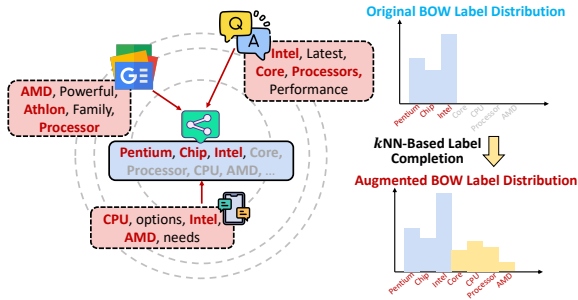 Q
A
GE
AMD, Powerful,
Athlon, Family,
Processor
Intel, Latest,
Core, Processors,
Performance
Pentium, Chip, Intel, Core,
Processor, CPU, AMD, ...
CPU, options, Intel,
AMD, needs
Original BOW Label Distribution
Pentium
Chip
Intel
Core
CPU
Processor
AMD
kNN-Based Label
Completion
Augmented BOW Label Distribution
Pentium
Chip
Intel
Core
CPU
Processor
AMD